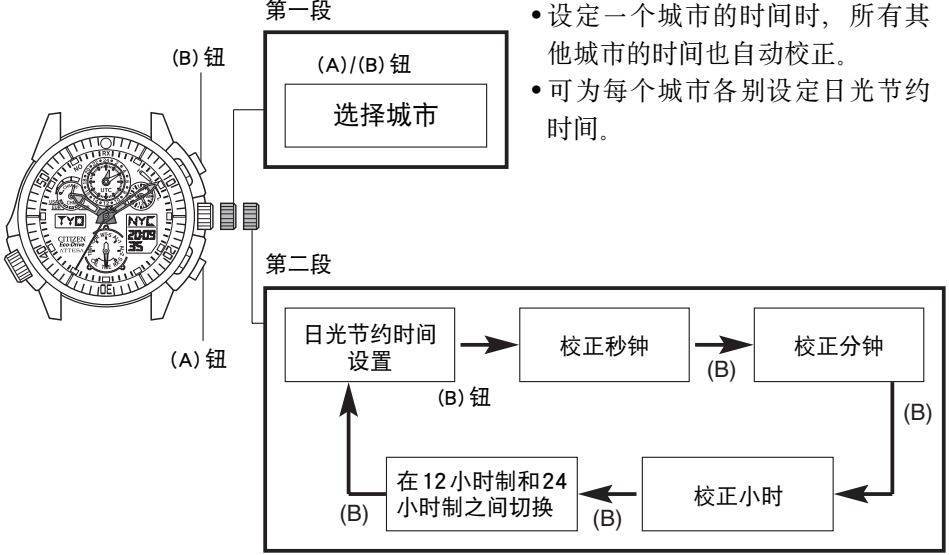 第一段
(B) 钮
(A)/(B) 钮
选择城市
•设定一个城市的时间时，所有其
他城市的时间也自动校正。
•可为每个城市各别设定日光节约
时间。
UTC
TYO
NYC
CITIZEN
Eco-Drive
ATTESA
20:09
35
(A) 钮
第二段
日光节约时间
设置
(B) 钮
校正秒钟
(B)
校正分钟
(B)
校正小时
(B)
在12小时制和24
小时制之间切换
(B)